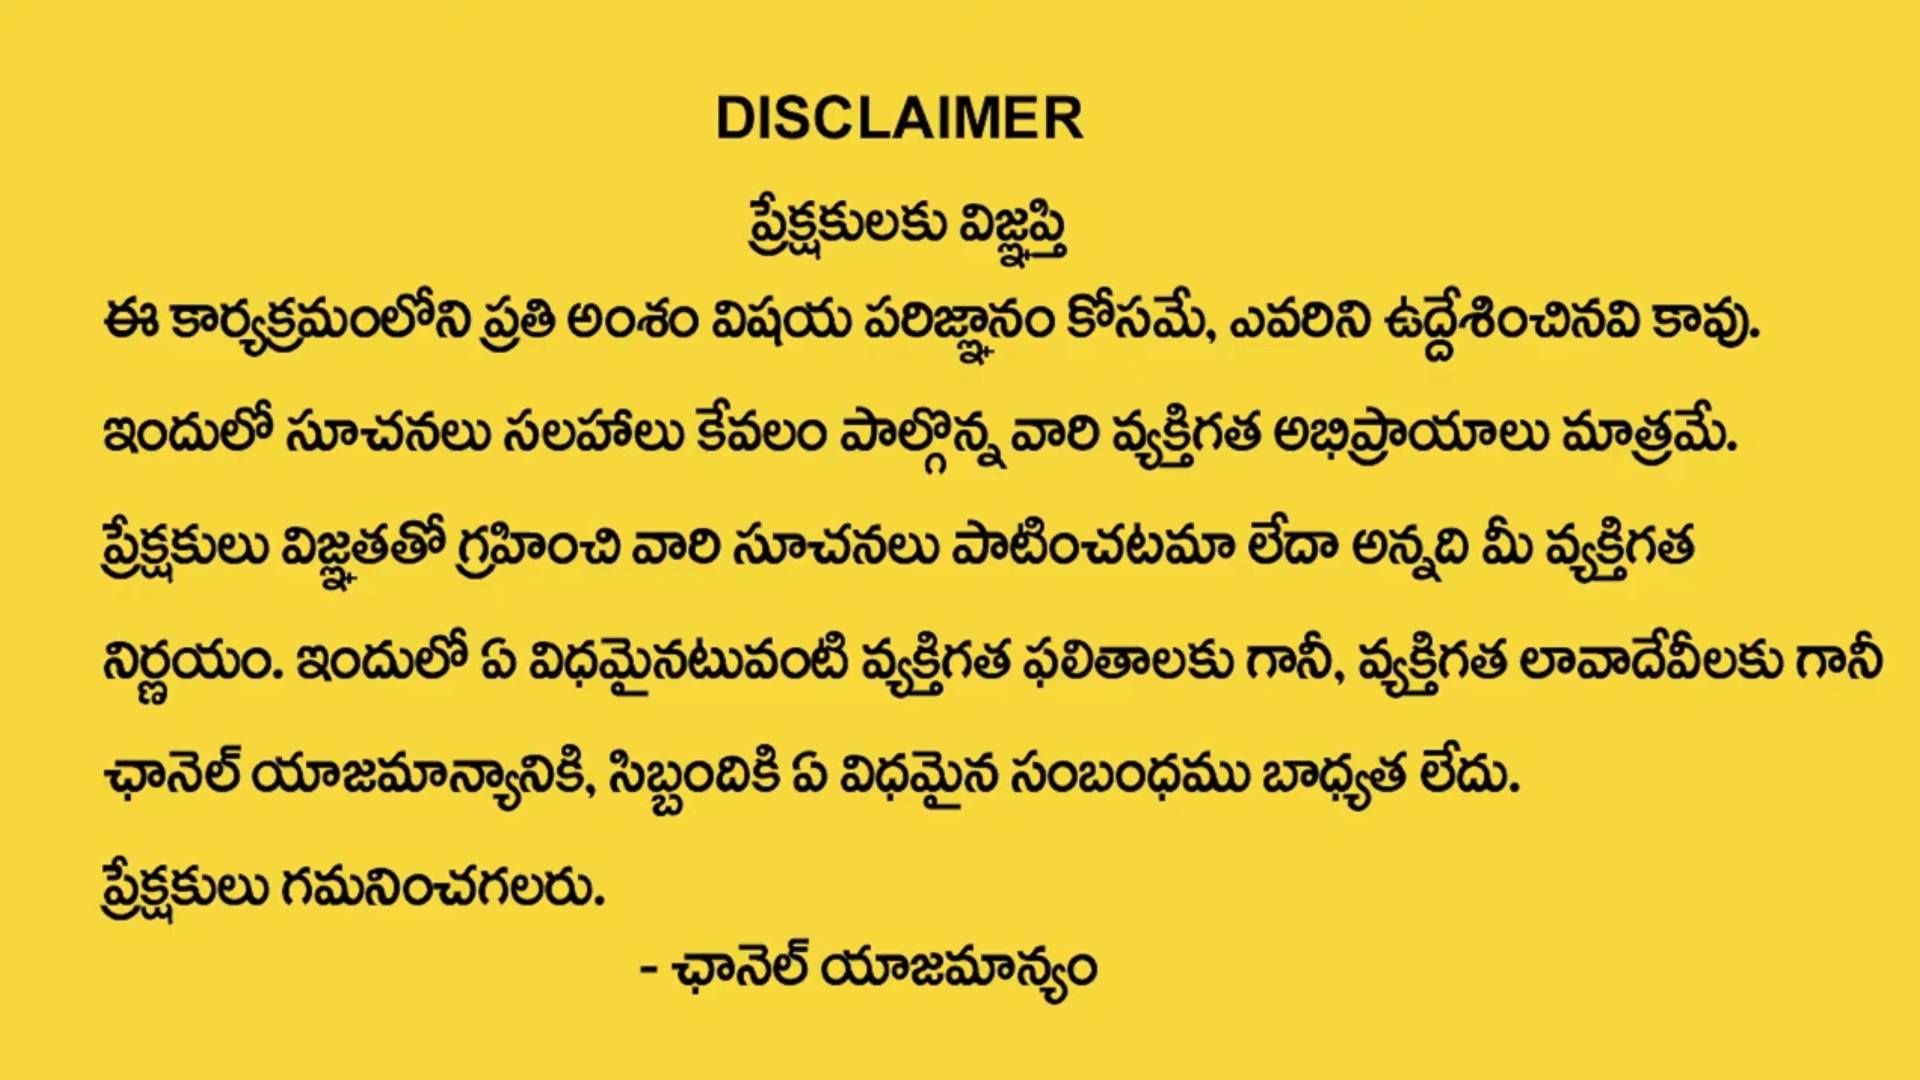 DISCLAIMER
ప్రేక్షకులకు విజ్ఞప్తి
ఈ కార్యక్రమంలోని ప్రతి అంశం విషయ పరిజ్ఞానం కోసమే, ఎవరిని ఉద్దేశించినవి కావు.
ఇందులో సూచనలు సలహాలు కేవలం పాల్గొన్న వారి వ్యక్తిగత అభిప్రాయాలు మాత్రమే.
ప్రేక్షకులు విజ్ఞతతో గ్రహించి వారి సూచనలు పాటించటమా లేదా అన్నది మీ వ్యక్తిగత
నిర్ణయం. ఇందులో ఏ విధమైనటువంటి వ్యక్తిగత ఫలితాలకు గానీ, వ్యక్తిగత లావాదేవీలకు గానీ
ఛానెల్ యాజమాన్యానికి, సిబ్బందికి ఏ విధమైన సంబంధము బాధ్యత లేదు.
ప్రేక్షకులు గమనించగలరు.
- ఛానెల్ యాజమాన్యం